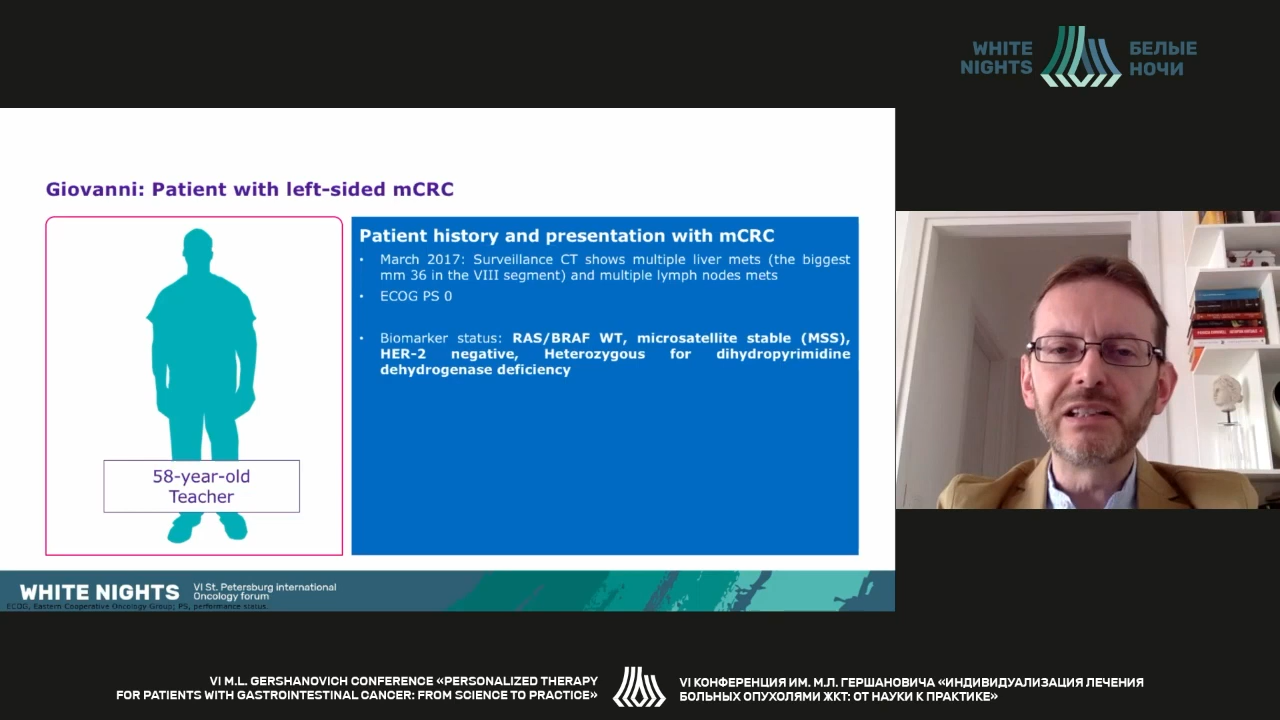 WHITE
NIGHTS
БЕЛЫЕ
НОЧИ
Giovanni: Patient with left-sided mCRC
58-year-old
Teacher
Patient history and presentation with mCRC
• March 2017: Surveillance CT shows multiple liver mets (the biggest
mm 36 in the VIII segment) and multiple lymph nodes mets
• ECOG PS 0
• Biomarker status: RAS/BRAF WT, microsatellite stable (MSS),
HER-2 negative, Heterozygous for dihydropyrimidine
dehydrogenase deficiency
WHITE NIGHTS
VI St. Petersburg international
Oncology forum
ECOG, Eastern Cooperative Oncology Group; PS, performance status.
VI M.L. GERSHANOVICH CONFERENCE «PERSONALIZED THERAPY
FOR PATIENTS WITH GASTROINTESTINAL CANCER: FROM SCIENCE TO PRACTICE»
VI КОНФЕРЕНЦИЯ ИМ. М.Л. ГЕРШАНОВИЧА «ИНДИВИДУАЛИЗАЦИЯ ЛЕЧЕНИЯ
БОЛЬНЫХ ОПУХОЛЯМИ ЖКТ: ОТ НАУКИ К ПРАКТИКЕ»